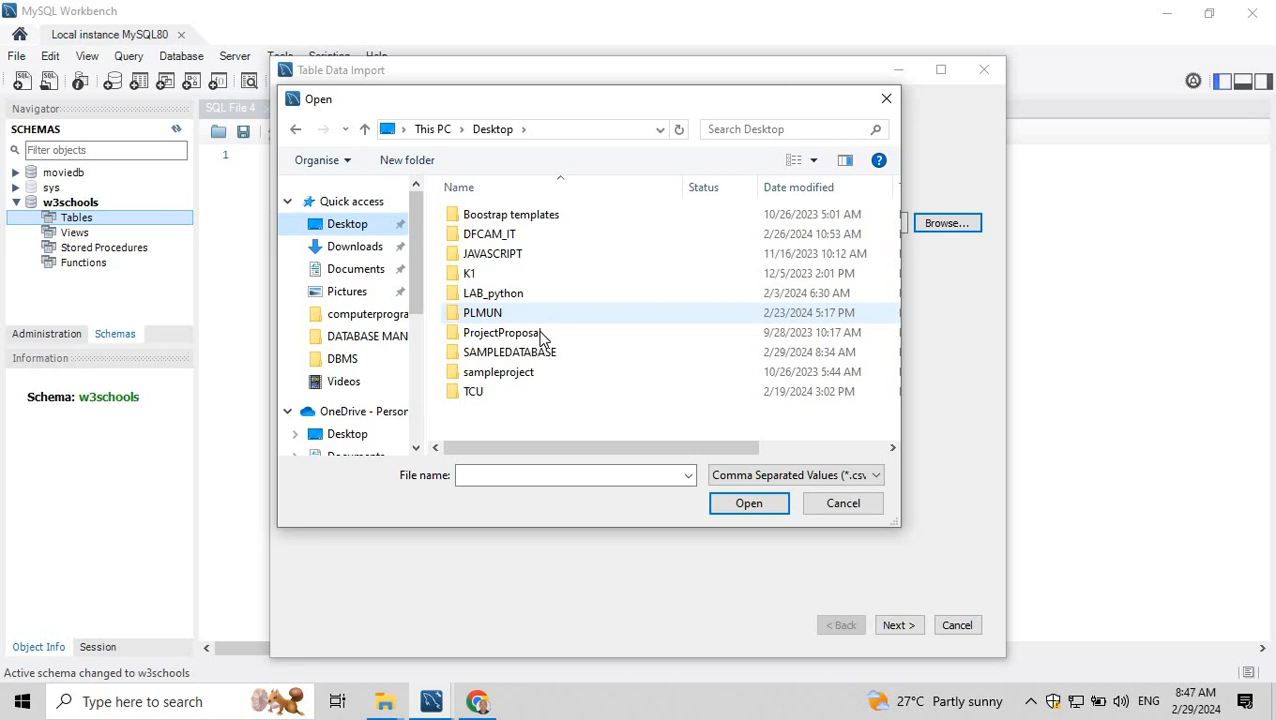 MySQL Workbench
Local instance MySQL80
File Edit View Query Database Server Tools Scripting Help
Navigator
SCHEMAS
Filter objects
moviedb
sys
w3schools
Tables
Views
Stored Procedures
Functions
Administration Schemas
Information
Schema: w3schools
Object Info Session
Active schema changed to w3schools
SQL File 4
1
Table Data Import
Browse...
< Back Next > Cancel
Open
This PC Desktop
Search Desktop
Organise New folder
Quick access
Desktop
Downloads
Documents
Pictures
computerprogra
DATABASE MAN
DBMS
Videos
OneDrive - Person
Desktop
Name Status Date modified
Boostrap templates 10/26/2023 5:01 AM
DFCAM_IT 2/26/2024 10:53 AM
JAVASCRIPT 11/16/2023 10:12 AM
K1 12/5/2023 2:01 PM
LAB_python 2/3/2024 6:30 AM
PLMUN 2/23/2024 5:17 PM
ProjectProposal 9/28/2023 10:17 AM
SAMPLEDATABASE 2/29/2024 8:34 AM
sampleproject 10/26/2023 5:44 AM
TCU 2/19/2024 3:02 PM
File name: Comma Separated Values (*.csv
Open Cancel
Type here to search
27°C Partly sunny
ENG
8:47 AM
2/29/2024